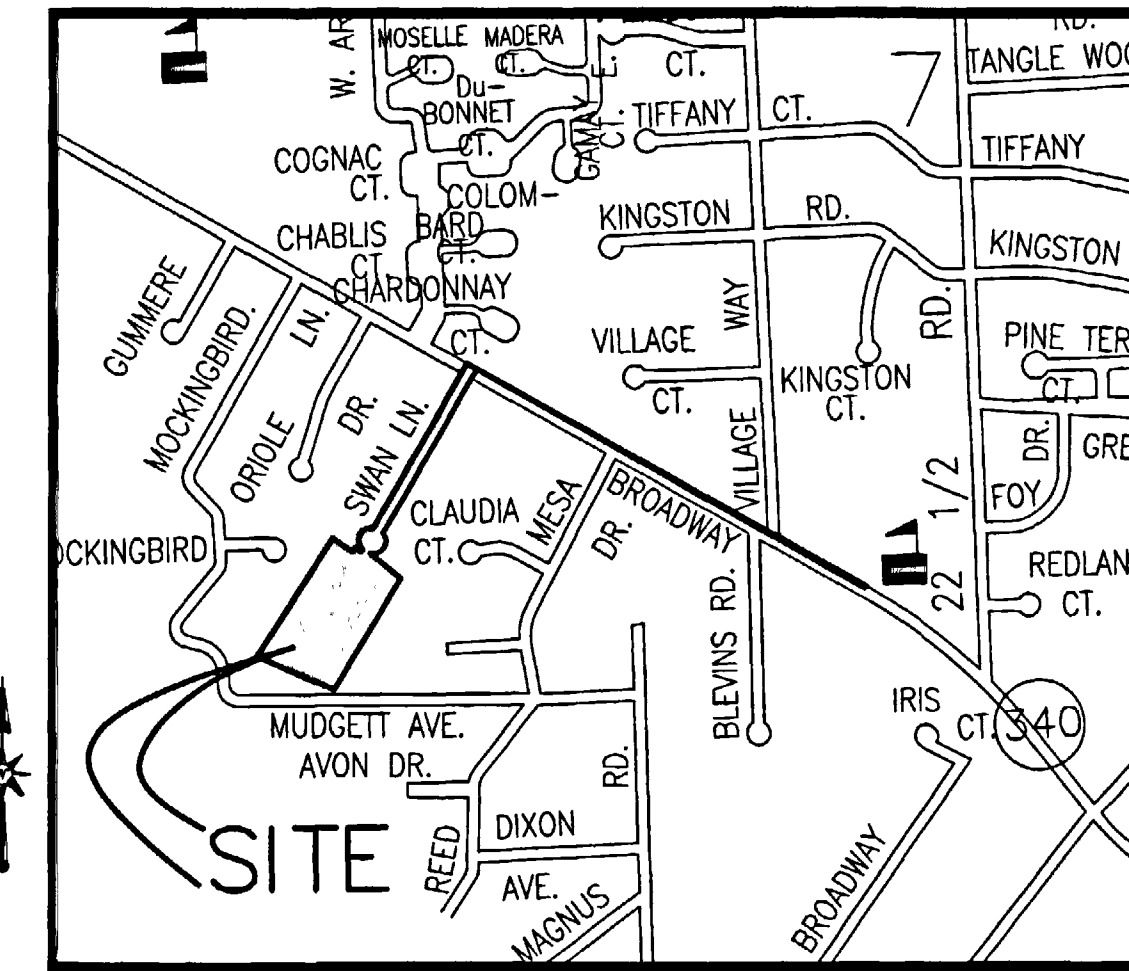 RD.
TANGLE WOO
W. AR
MOSELLE
CT.
MADERA
CT.
E.
CT.
Du-
BONNET
CT.
GAMAY
CT.
TIFFANY CT.
7
TIFFANY
COGNAC
CT.
COLOM-
BARD
CT.
KINGSTON RD.
KINGSTON
CHABLIS
CT.
CHARDONNAY
CT.
GUMMERE
MOCKINGBIRD.
LN.
ORIOLE
DR.
SWAN LN.
VILLAGE
CT.
VILLAGE WAY
KINGSTON
CT.
22 1/2 RD.
PINE TER
CT.
FOY
DR.
GRE
REDLAN
CT.
OCKINGBIRD
CLAUDIA
CT.
MESA
DR.
BROADWAY
BLEVINS RD.
IRIS
CT.
340
MUDGETT AVE.
AVON DR.
RD.
SITE
REED
DIXON
AVE.
MAGNUS
BROADWAY